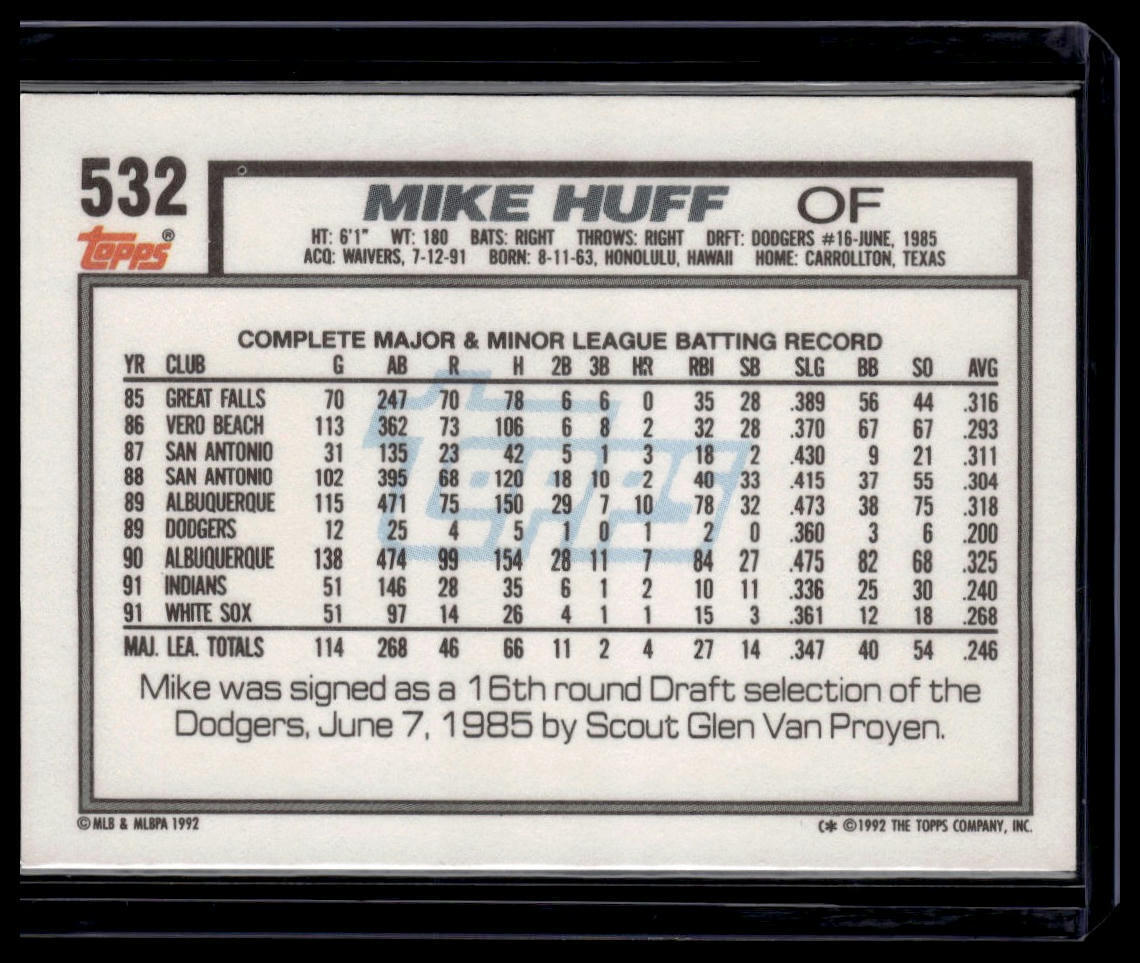 532
topps®
MIKE HUFF OF
HT: 6'1" WT: 180 BATS: RIGHT THROWS: RIGHT DRFT: DODGERS #16-JUNE, 1985
ACQ: WAIVERS, 7-12-91 BORN: 8-11-63, HONOLULU, HAWAII HOME: CARROLLTON, TEXAS
COMPLETE MAJOR & MINOR LEAGUE BATTING RECORD
YR CLUB G AB R H 2B 3B HR RBI SB SLG BB SO AVG
85 GREAT FALLS 70 247 70 78 6 6 0 35 28 .389 56 44 .316
86 VERO BEACH 113 362 73 106 6 8 2 32 28 .370 67 67 .293
87 SAN ANTONIO 31 135 23 42 5 1 3 18 2 .430 9 21 .311
88 SAN ANTONIO 102 395 68 120 18 10 2 40 33 .415 37 55 .304
89 ALBUQUERQUE 115 471 75 150 29 7 10 78 32 .473 38 75 .318
89 DODGERS 12 25 4 5 1 0 1 2 0 .360 3 6 .200
90 ALBUQUERQUE 138 474 99 154 28 11 7 84 27 .475 82 68 .325
91 INDIANS 51 146 28 35 6 1 2 10 11 .336 25 30 .240
91 WHITE SOX 51 97 14 26 4 1 1 15 3 .361 12 18 .268
MAJ. LEA. TOTALS 114 268 46 66 11 2 4 27 14 .347 40 54 .246
Topps
Mike was signed as a 16th round Draft selection of the
Dodgers, June 7, 1985 by Scout Glen Van Proyen.
© MLB & MLBPA 1992
C* © 1992 THE TOPPS COMPANY, INC.